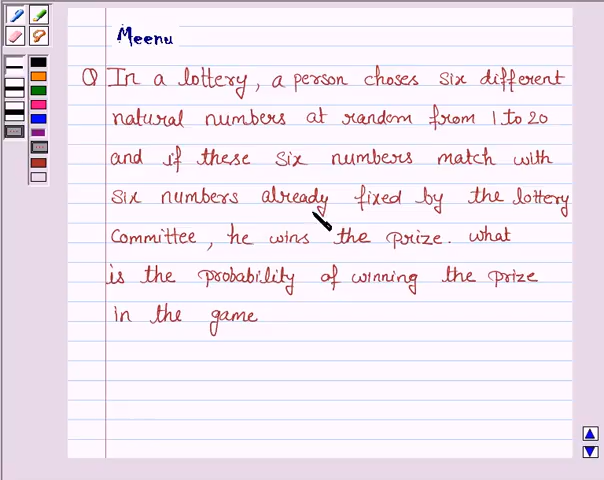 Meenu
Q In a lottery, a person choses six different
natural numbers at random from 1 to 20
and if these six numbers match with
six numbers already fixed by the lottery
Committee, he wins the prize. What
is the probability of winning the prize
in the game